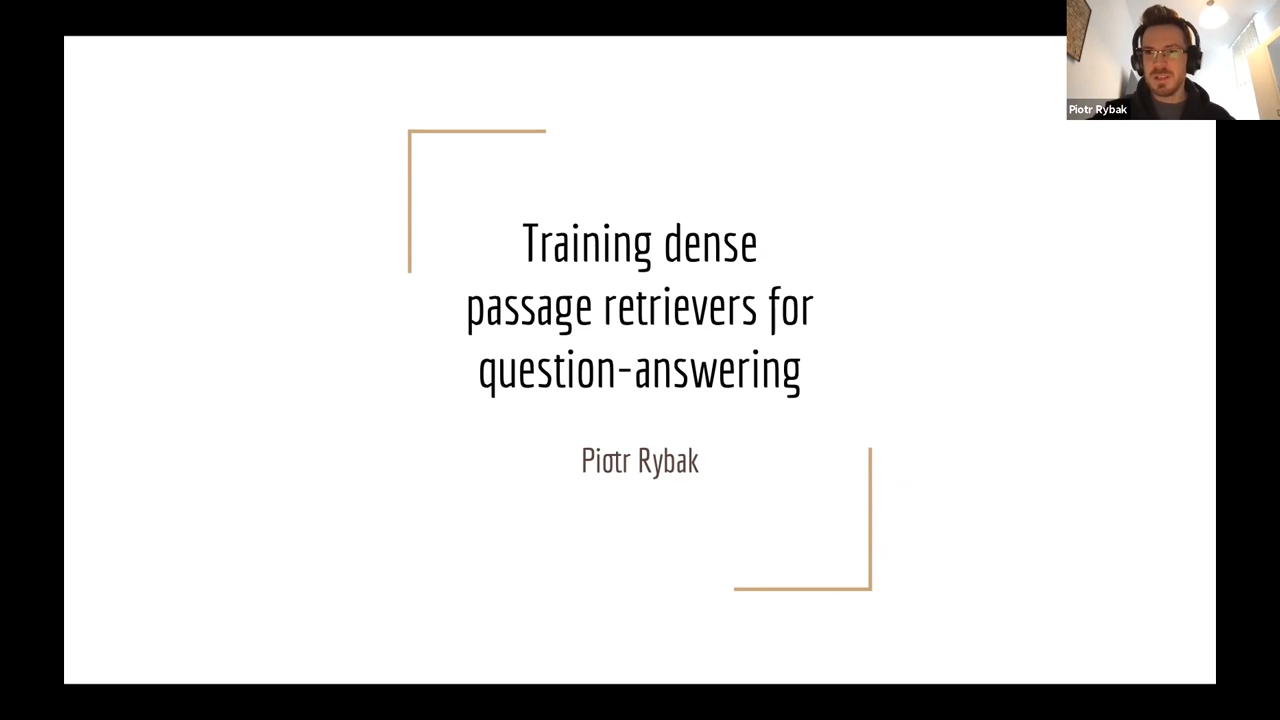 Piotr Rybak
Training dense
passage retrievers for
question-answering
Piotr Rybak